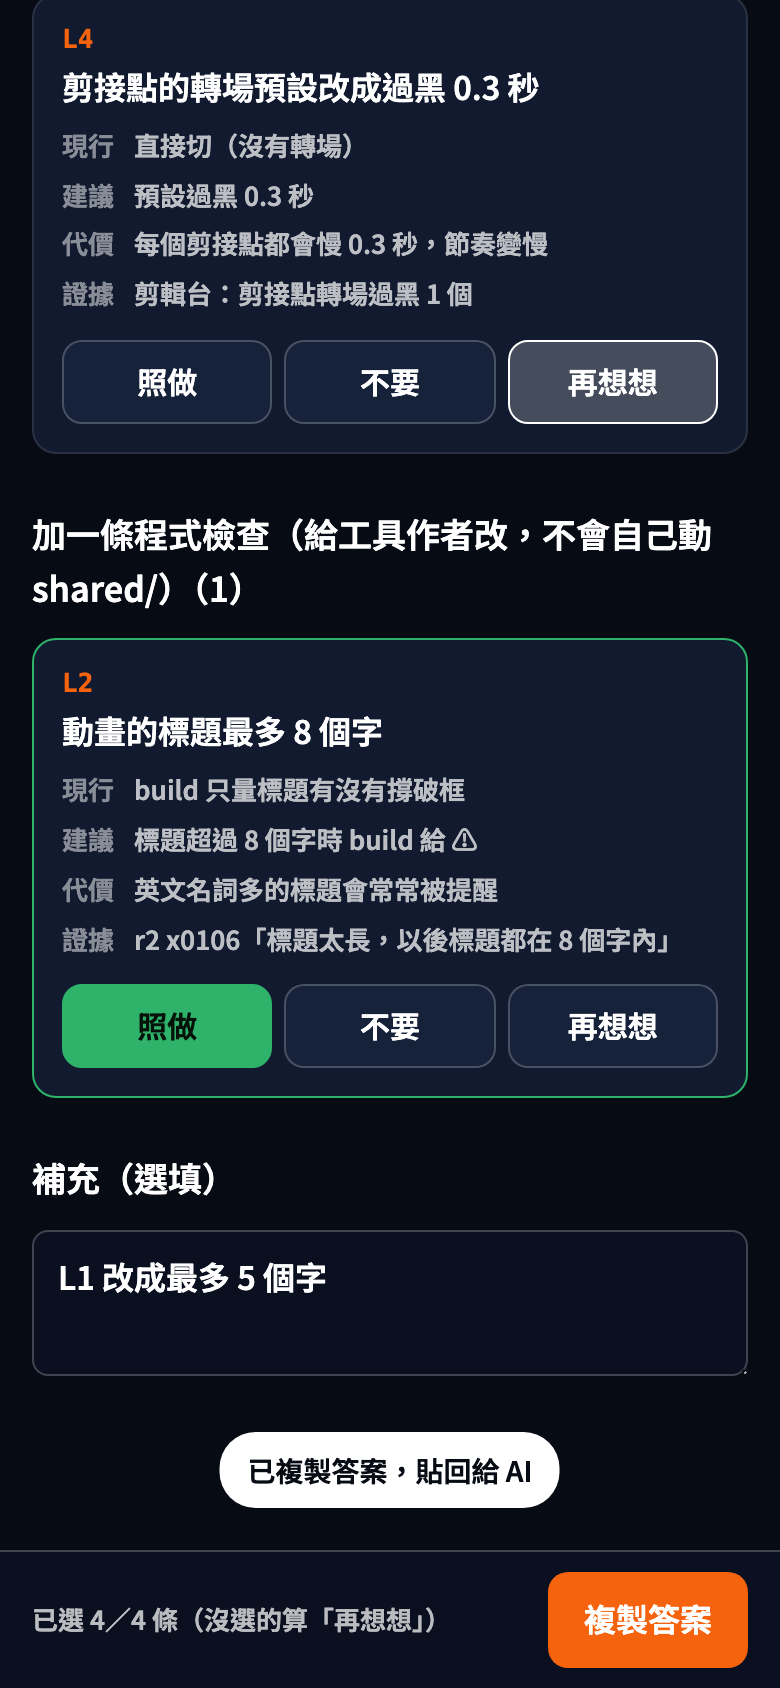 L4
剪接點的轉場預設改成過黑 0.3 秒
現行 直接切（沒有轉場）
建議 預設過黑 0.3 秒
代價 每個剪接點都會慢 0.3 秒，節奏變慢
證據 剪輯台：剪接點轉場過黑 1 個
照做 不要 再想想
加一條程式檢查（給工具作者改，不會自己動
shared/）（1）
L2
動畫的標題最多 8 個字
現行 build 只量標題有沒有撐破框
建議 標題超過 8 個字時 build 給 ⚠
代價 英文名詞多的標題會常常被提醒
證據 r2 x0106「標題太長，以後標題都在 8 個字內」
照做 不要 再想想
補充（選填）
L1 改成最多 5 個字
已複製答案，貼回給 AI
已選 4／4 條（沒選的算「再想想」） 複製答案